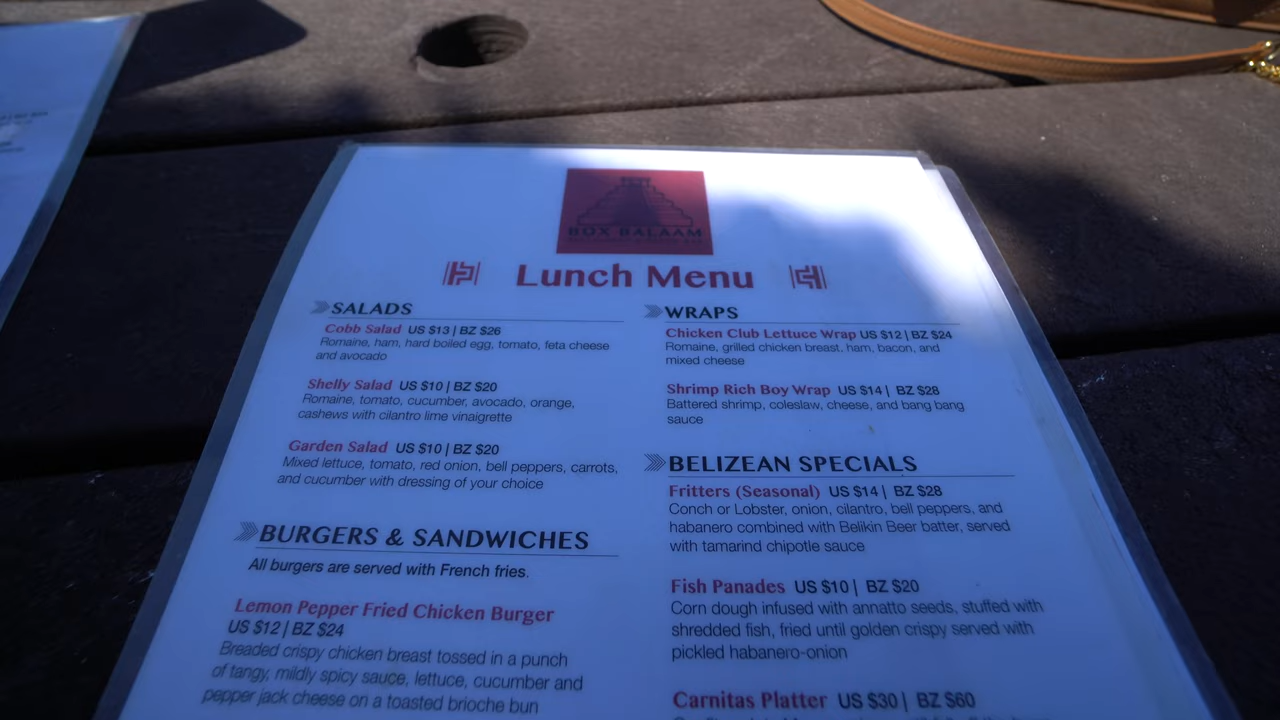 BOX BALAAM
Lunch Menu
SALADS
Cobb Salad US $13 | BZ $26
Romaine, ham, hard boiled egg, tomato, feta cheese
and avocado
Shelly Salad US $10 | BZ $20
Romaine, tomato, cucumber, avocado, orange,
cashews with cilantro lime vinaigrette
Garden Salad US $10 | BZ $20
Mixed lettuce, tomato, red onion, bell peppers, carrots,
and cucumber with dressing of your choice
BURGERS & SANDWICHES
All burgers are served with French fries.
Lemon Pepper Fried Chicken Burger
US $12 | BZ $24
Breaded crispy chicken breast tossed in a punch
of tangy, mildly spicy sauce, lettuce, cucumber and
pepper jack cheese on a toasted brioche bun
WRAPS
Chicken Club Lettuce Wrap US $12 | BZ $24
Romaine, grilled chicken breast, ham, bacon, and
mixed cheese
Shrimp Rich Boy Wrap US $14 | BZ $28
Battered shrimp, coleslaw, cheese, and bang bang
sauce
BELIZEAN SPECIALS
Fritters (Seasonal) US $14 | BZ $28
Conch or Lobster, onion, cilantro, bell peppers, and
habanero combined with Belikin Beer batter, served
with tamarind chipotle sauce
Fish Panades US $10 | BZ $20
Corn dough infused with annatto seeds, stuffed with
shredded fish, fried until golden crispy served with
pickled habanero-onion
Carnitas Platter US $30 | BZ $60